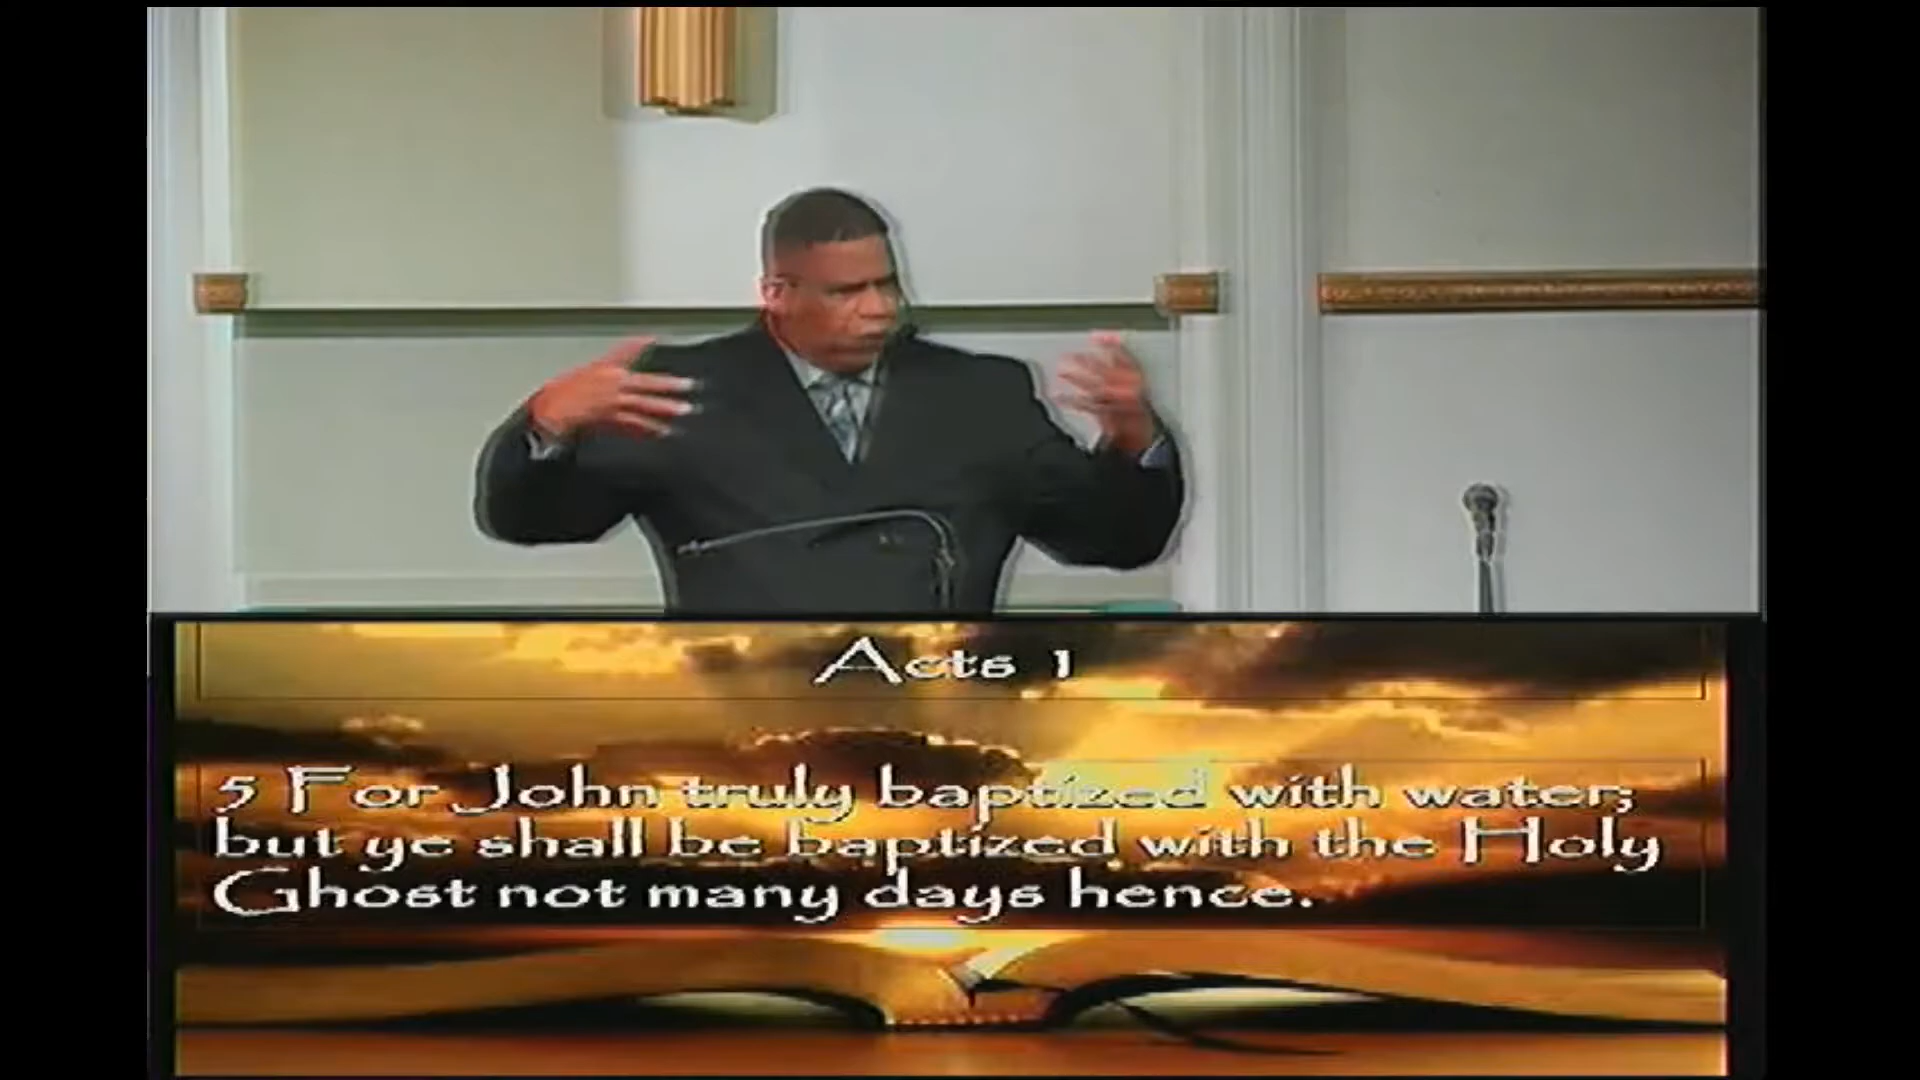 Acts 1
5 For John truly baptized with water;
but ye shall be baptized with the Holy
Ghost not many days hence.